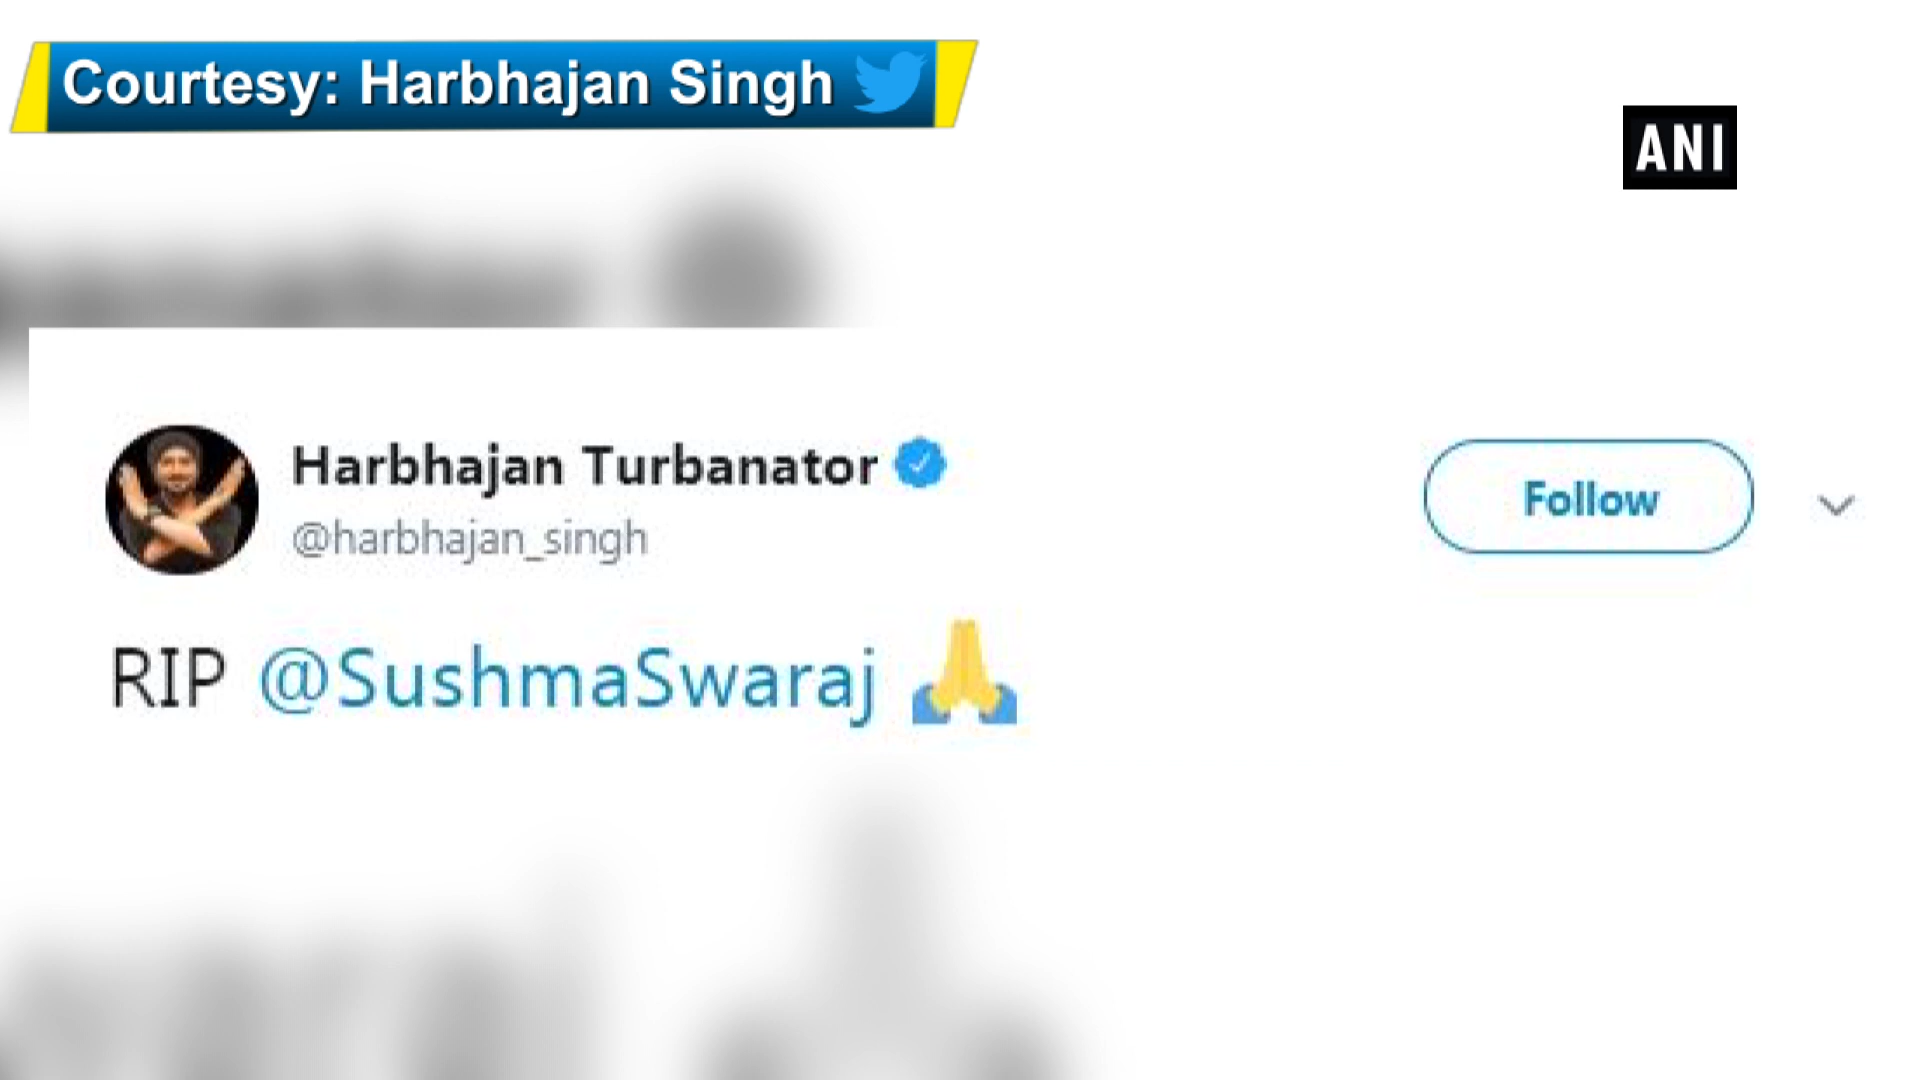 Courtesy: Harbhajan Singh
ANI
Harbhajan Turbanator
@harbhajan_singh
Follow
RIP @SushmaSwaraj 🙏